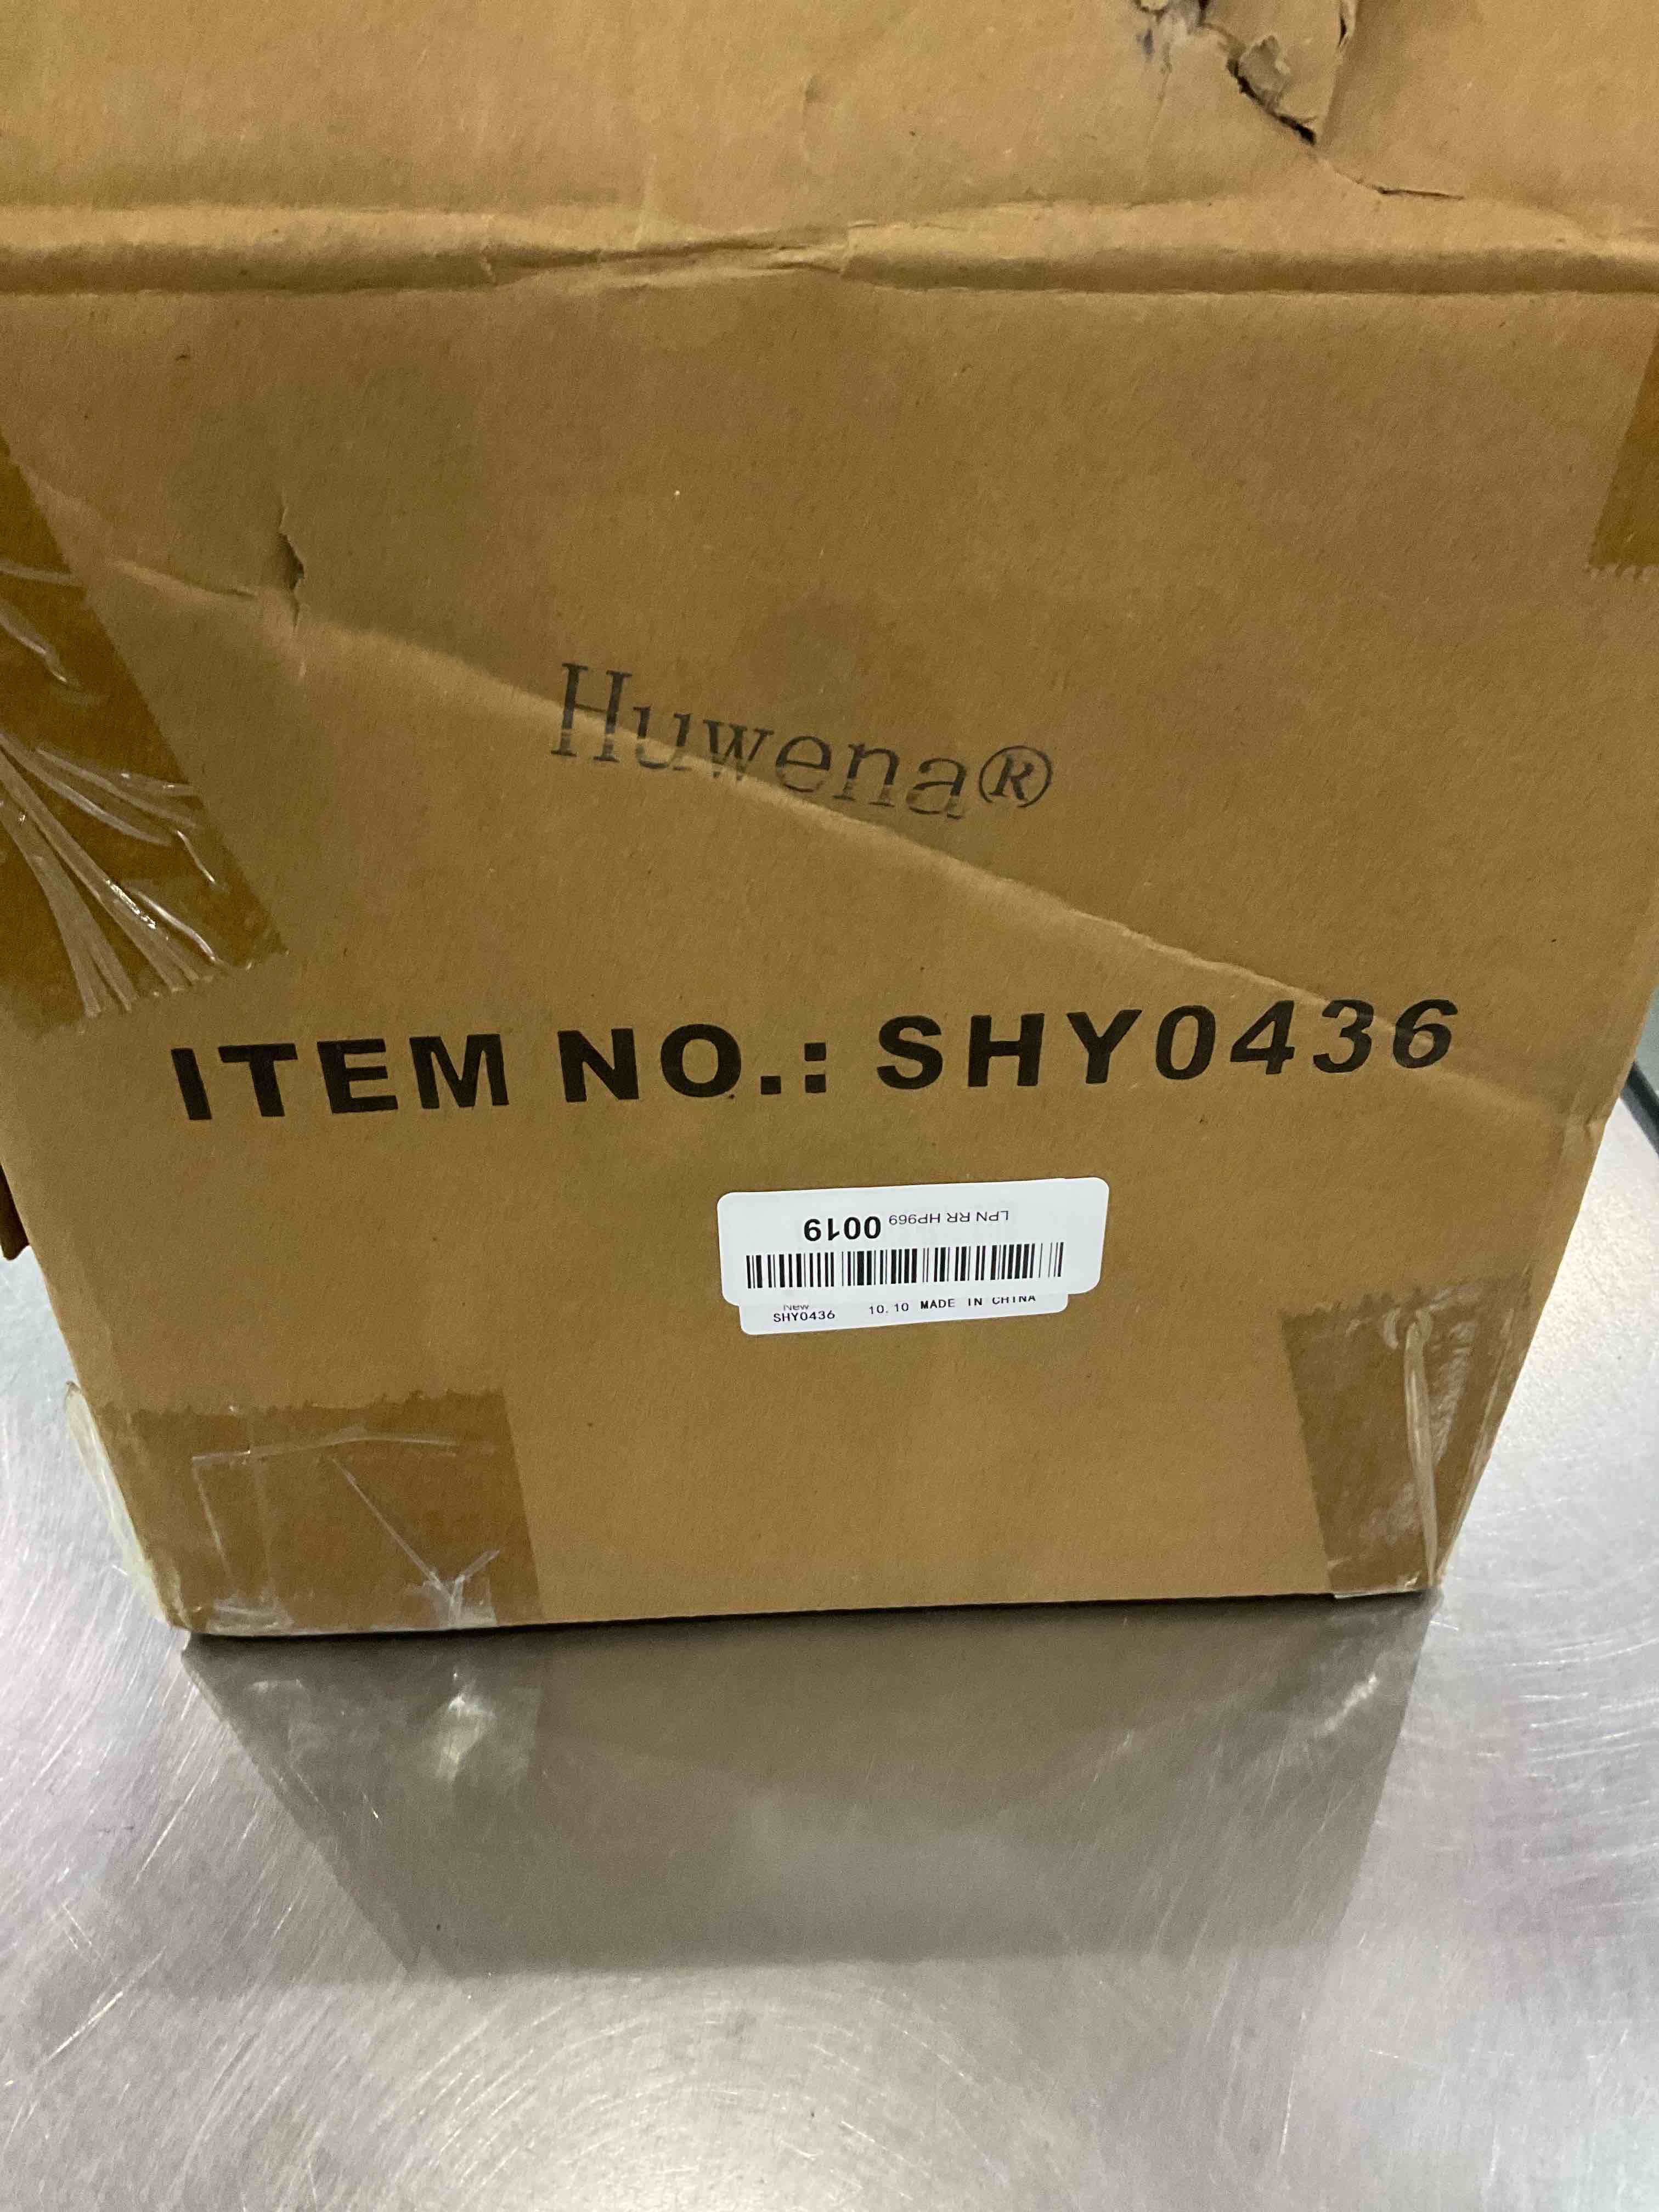 Huwena®
ITEM NO.: SHY0436
LPN RR HP969 0019
New
SHY0436 10.10 MADE IN CHINA